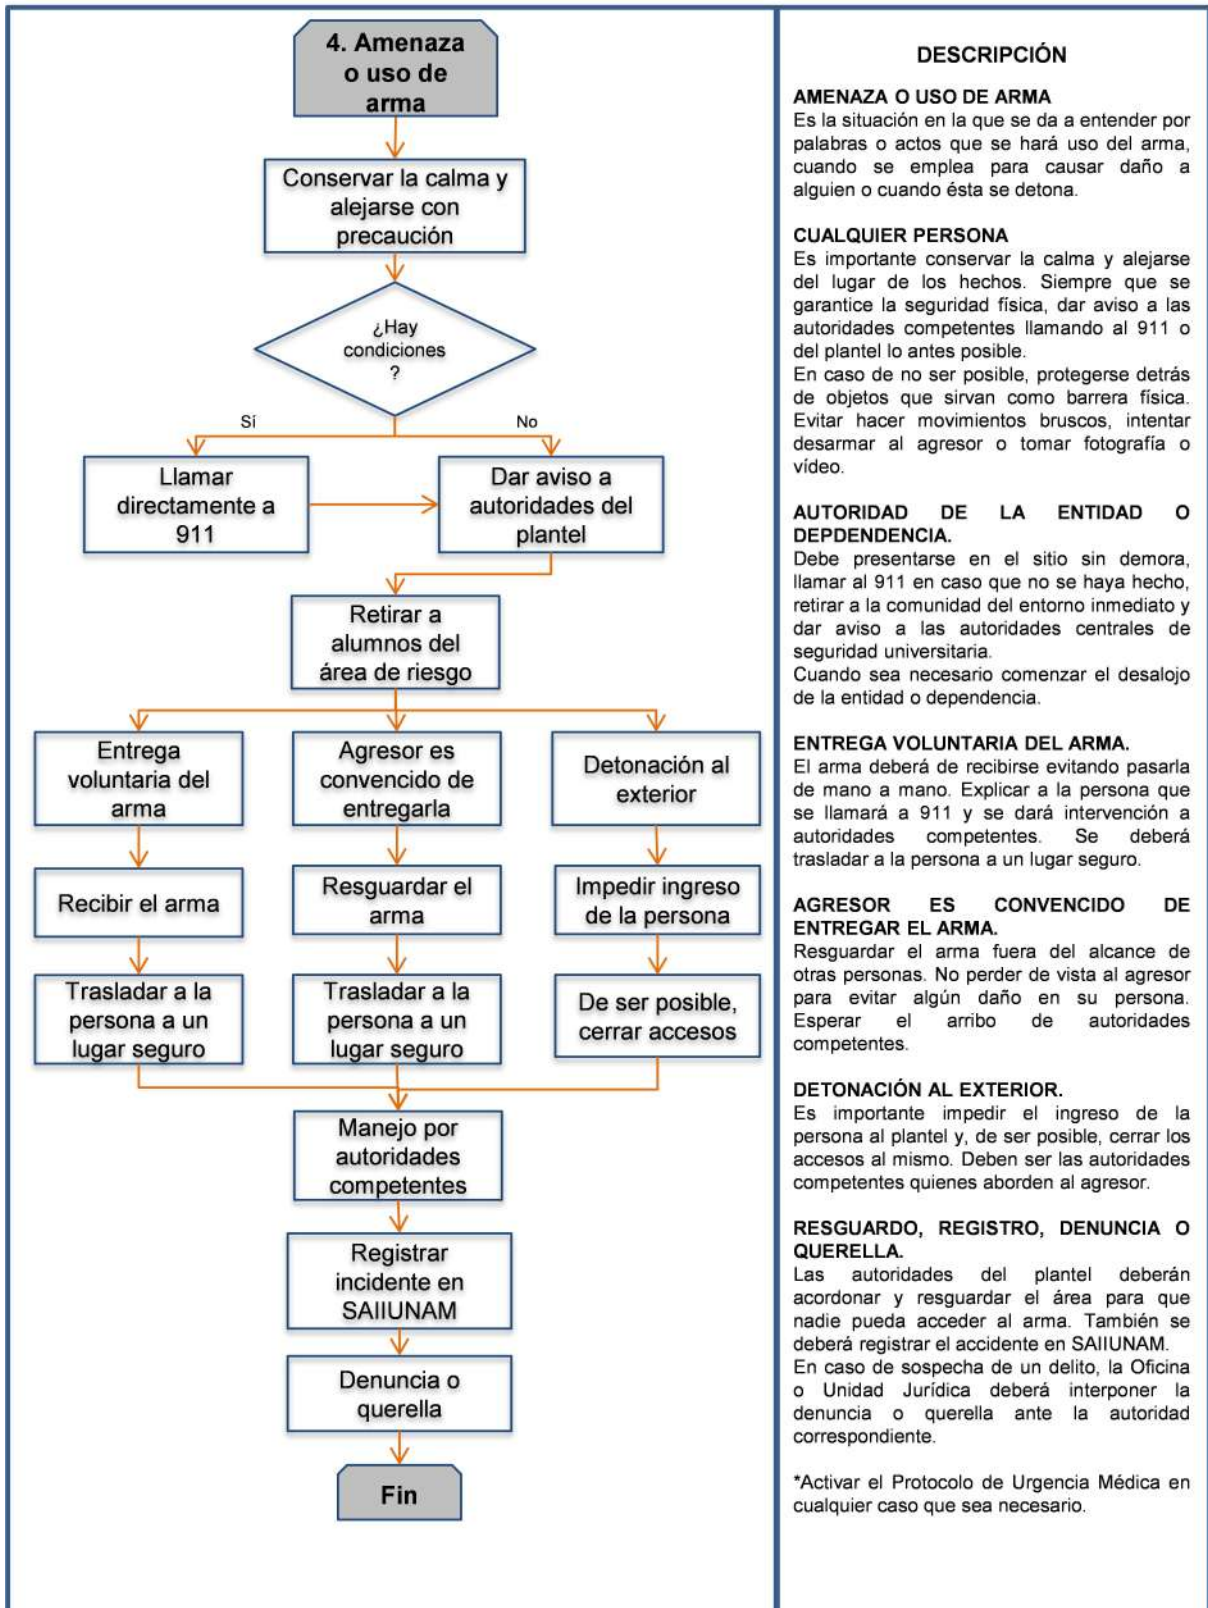 4. Amenaza
o uso de
arma
Conservar la calma y
alejarse con
precaución
¿Hay
condiciones
?
Sí
No
Llamar
directamente a
911
Dar aviso a
autoridades del
plantel
Retirar a
alumnos del
área de riesgo
Entrega
voluntaria del
arma
Agresor es
convencido de
entregarla
Detonación al
exterior
Recibir el arma
Resguardar el
arma
Impedir ingreso
de la persona
Trasladar a la
persona a un
lugar seguro
Trasladar a la
persona a un
lugar seguro
De ser posible,
cerrar accesos
Manejo por
autoridades
competentes
Registrar
incidente en
SAIIUNAM
Denuncia o
querella
Fin
DESCRIPCIÓN
AMENAZA O USO DE ARMA
Es la situación en la que se da a entender por
palabras o actos que se hará uso del arma,
cuando se emplea para causar daño a
alguien o cuando ésta se detona.
CUALQUIER PERSONA
Es importante conservar la calma y alejarse
del lugar de los hechos. Siempre que se
garantice la seguridad física, dar aviso a las
autoridades competentes llamando al 911 o
del plantel lo antes posible.
En caso de no ser posible, protegerse detrás
de objetos que sirvan como barrera física.
Evitar hacer movimientos bruscos, intentar
desarmar al agresor o tomar fotografía o
vídeo.
AUTORIDAD DE LA ENTIDAD O
DEPDENDENCIA.
Debe presentarse en el sitio sin demora,
llamar al 911 en caso que no se haya hecho,
retirar a la comunidad del entorno inmediato y
dar aviso a las autoridades centrales de
seguridad universitaria.
Cuando sea necesario comenzar el desalojo
de la entidad o dependencia.
ENTREGA VOLUNTARIA DEL ARMA.
El arma deberá de recibirse evitando pasarla
de mano a mano. Explicar a la persona que
se llamará a 911 y se dará intervención a
autoridades competentes. Se deberá
trasladar a la persona a un lugar seguro.
AGRESOR ES CONVENCIDO DE
ENTREGAR EL ARMA.
Resguardar el arma fuera del alcance de
otras personas. No perder de vista al agresor
para evitar algún daño en su persona.
Esperar el arribo de autoridades
competentes.
DETONACIÓN AL EXTERIOR.
Es importante impedir el ingreso de la
persona al plantel y, de ser posible, cerrar los
accesos al mismo. Deben ser las autoridades
competentes quienes aborden al agresor.
RESGUARDO, REGISTRO, DENUNCIA O
QUERELLA.
Las autoridades del plantel deberán
acordonar y resguardar el área para que
nadie pueda acceder al arma. También se
deberá registrar el accidente en SAIIUNAM.
En caso de sospecha de un delito, la Oficina
o Unidad Jurídica deberá interponer la
denuncia o querella ante la autoridad
correspondiente.
*Activar el Protocolo de Urgencia Médica en
cualquier caso que sea necesario.